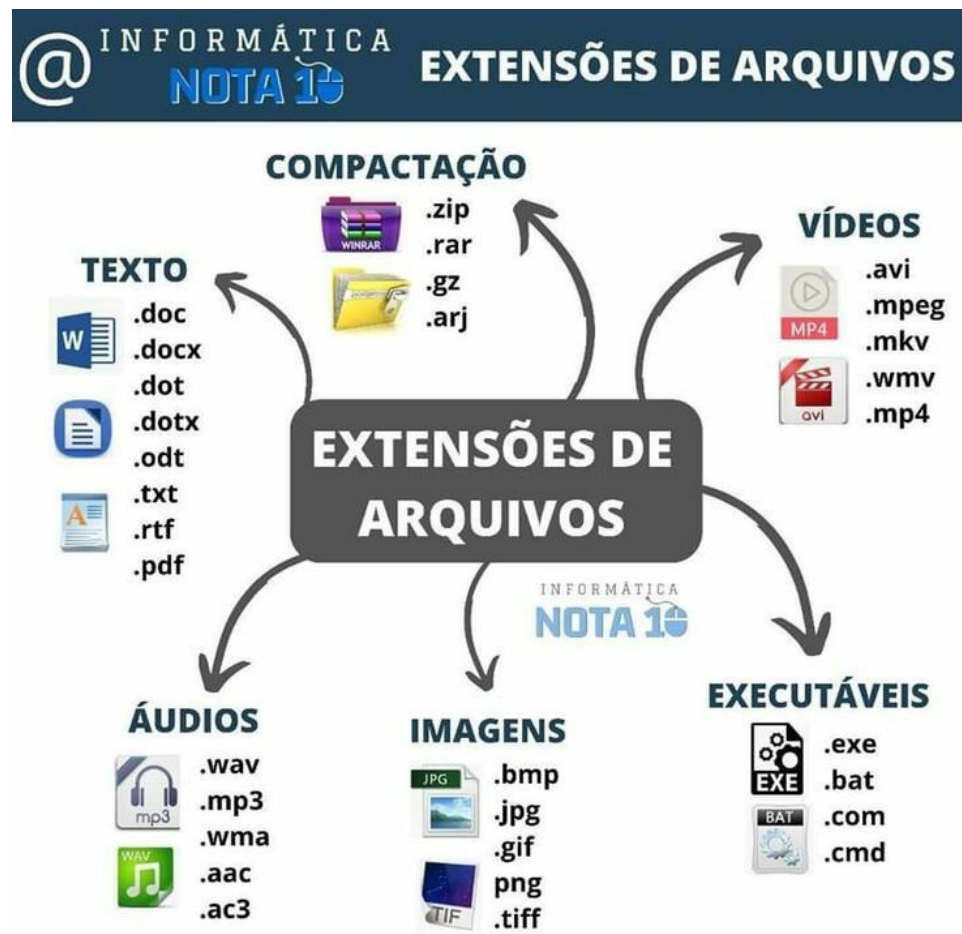 @ INFORMÁTICA
NOTA 10
EXTENSÕES DE ARQUIVOS
COMPACTAÇÃO
WINRAR
.zip
.rar
.gz
.arj
VÍDEOS
MP4
avi
.avi
.mpeg
.mkv
.wmv
.mp4
TEXTO
W
A
.doc
.docx
.dot
.dotx
.odt
.txt
.rtf
.pdf
EXTENSÕES DE
ARQUIVOS
INFORMÁTICA
NOTA 10
ÁUDIOS
mp3
WAV
.wav
.mp3
.wma
.aac
.ac3
IMAGENS
JPG
TIF
.bmp
.jpg
.gif
png
.tiff
EXECUTÁVEIS
EXE
BAT
.exe
.bat
.com
.cmd